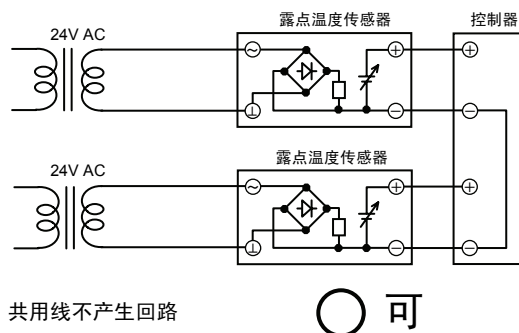 24V AC
露点温度传感器
控制器
24V AC
露点温度传感器
共用线不产生回路
可